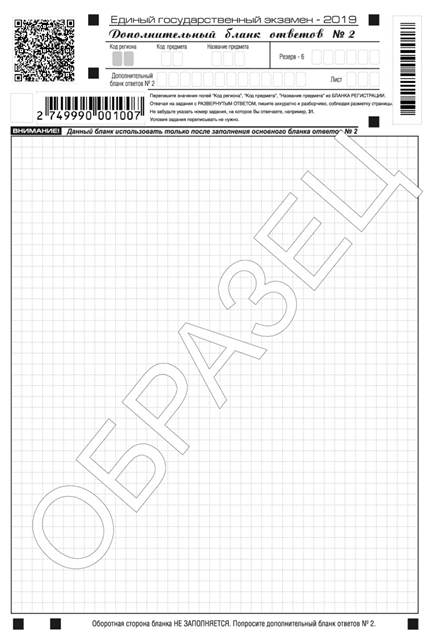 Единый государственный экзамен - 2019
Дополнительный бланк ответов № 2
Код региона Код предмета Название предмета
Резерв - 6
Дополнительный
бланк ответов № 2
Лист
Перепишите значения полей "Код региона", "Код предмета", "Название предмета" из БЛАНКА РЕГИСТРАЦИИ.
Отвечая на задания с РАЗВЕРНУТЫМ ОТВЕТОМ, пишите аккуратно и разборчиво, соблюдая разметку страницы.
Не забудьте указать номер задания, на которое Вы отвечаете, например, 31.
Условия задания переписывать не нужно.
2 749990 001007
ВНИМАНИЕ! Данный бланк использовать только после заполнения основного бланка ответов № 2
ОБРАЗЕЦ
Оборотная сторона бланка НЕ ЗАПОЛНЯЕТСЯ. Попросите дополнительный бланк ответов № 2.